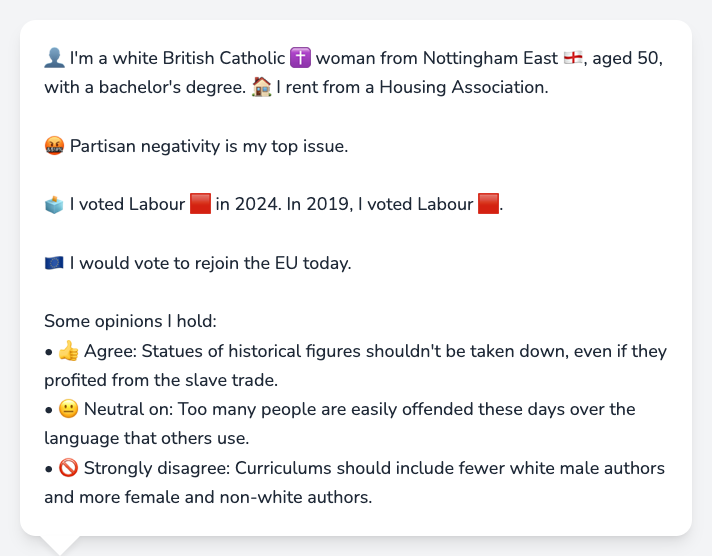 👤 I'm a white British Catholic ✝️ woman from Nottingham East 🏴󠁧󠁢󠁥󠁮󠁧󠁿, aged 50,
with a bachelor's degree. 🏠 I rent from a Housing Association.
🤬 Partisan negativity is my top issue.
🗳️ I voted Labour 🟥 in 2024. In 2019, I voted Labour 🟥.
🇪🇺 I would vote to rejoin the EU today.
Some opinions I hold:
• 👍 Agree: Statues of historical figures shouldn't be taken down, even if they
profited from the slave trade.
• 😐 Neutral on: Too many people are easily offended these days over the
language that others use.
• 🚫 Strongly disagree: Curriculums should include fewer white male authors
and more female and non-white authors.